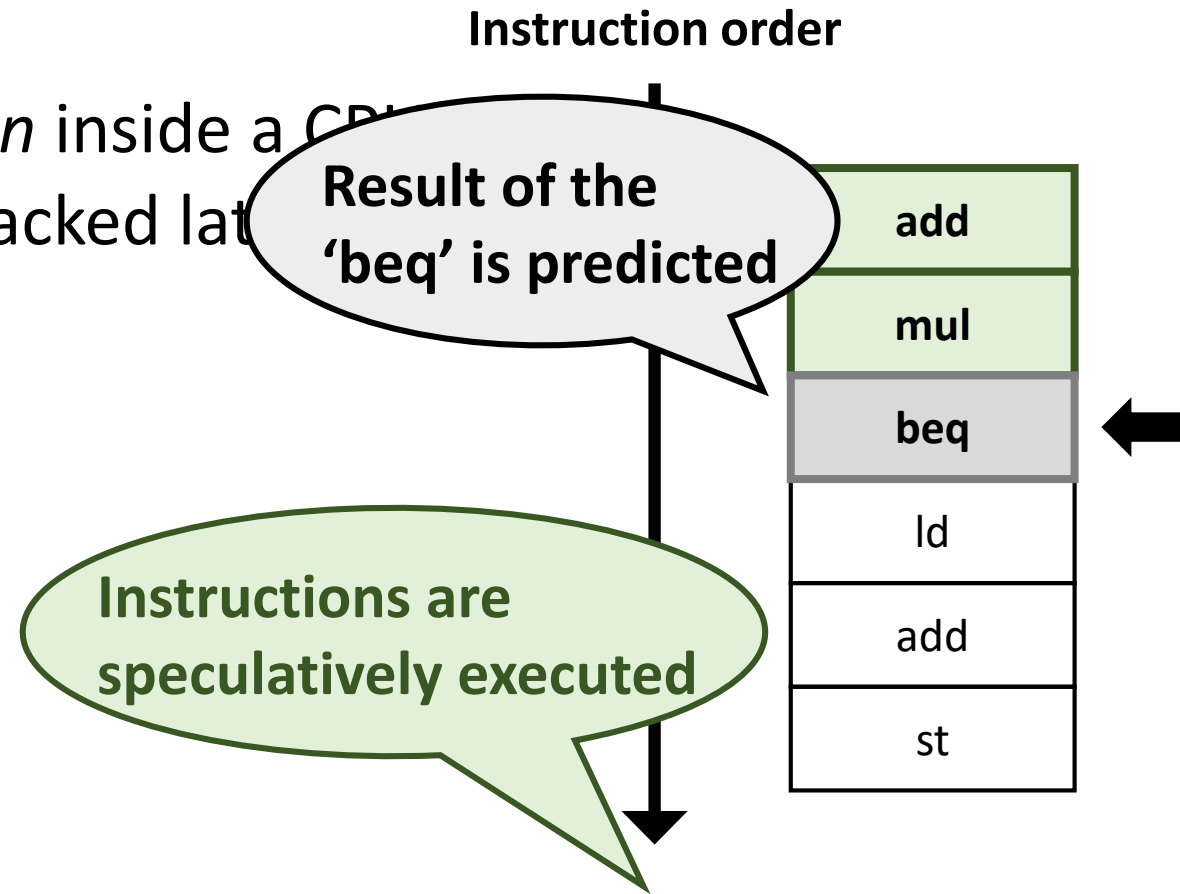 Instruction order
n inside a CPU
acked lat
Result of the
‘beq’ is predicted
add
mul
beq
ld
add
st
Instructions are
speculatively executed